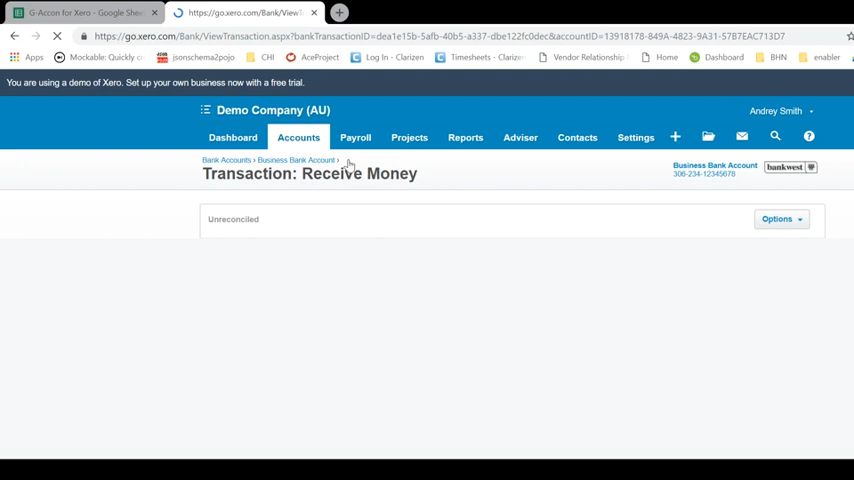 G-Accon for Xero - Google Sheet
https://go.xero.com/Bank/ViewT
https://go.xero.com/Bank/ViewTransaction.aspx?bankTransactionID=dea1e15b-5afb-40b5-a337-dbe122fc0dec&accountID=13918178-849A-4823-9A31-57B7EAC713D7
Apps Mockable: Quickly cr jsonschema2pojo CHI AceProject Log In - Clarizen Timesheets - Clarizen Vendor Relationship Home Dashboard BHN enabler
You are using a demo of Xero. Set up your own business now with a free trial.
Demo Company (AU)
Andrey Smith
Dashboard Accounts Payroll Projects Reports Adviser Contacts Settings
Bank Accounts › Business Bank Account ›
Transaction: Receive Money
Business Bank Account
306-234-12345678
bankwest
Unreconciled
Options